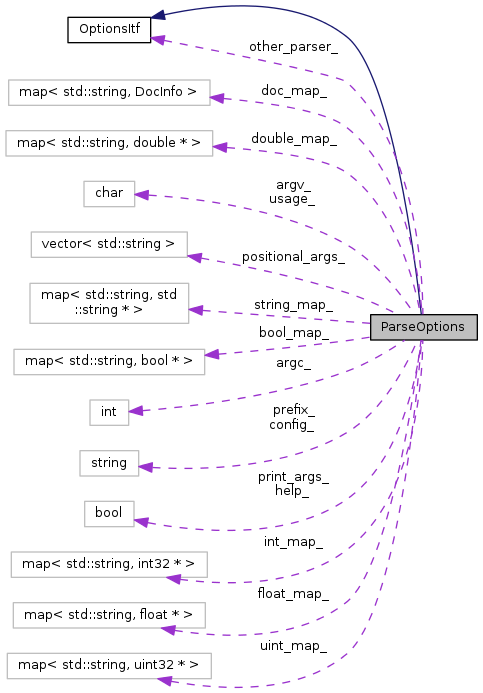 OptionsItf
other_parser_
doc_map_
map< std::string, DocInfo >
double_map_
map< std::string, double * >
argv_
usage_
char
vector< std::string >
positional_args_
map< std::string, std
::string * >
string_map_
ParseOptions
bool_map_
map< std::string, bool * >
argc_
int
prefix_
config_
string
print_args_
help_
bool
int_map_
map< std::string, int32 * >
float_map_
map< std::string, float * >
uint_map_
map< std::string, uint32 * >